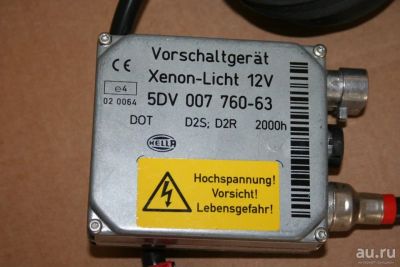 Vorschaltgerät
CE
Xenon-Licht 12V
e4
02 0064
5DV 007 760-63
DOT D2S; D2R 2000h
HELLA
Hochspannung!
Vorsicht!
Lebensgefahr!
au.ru